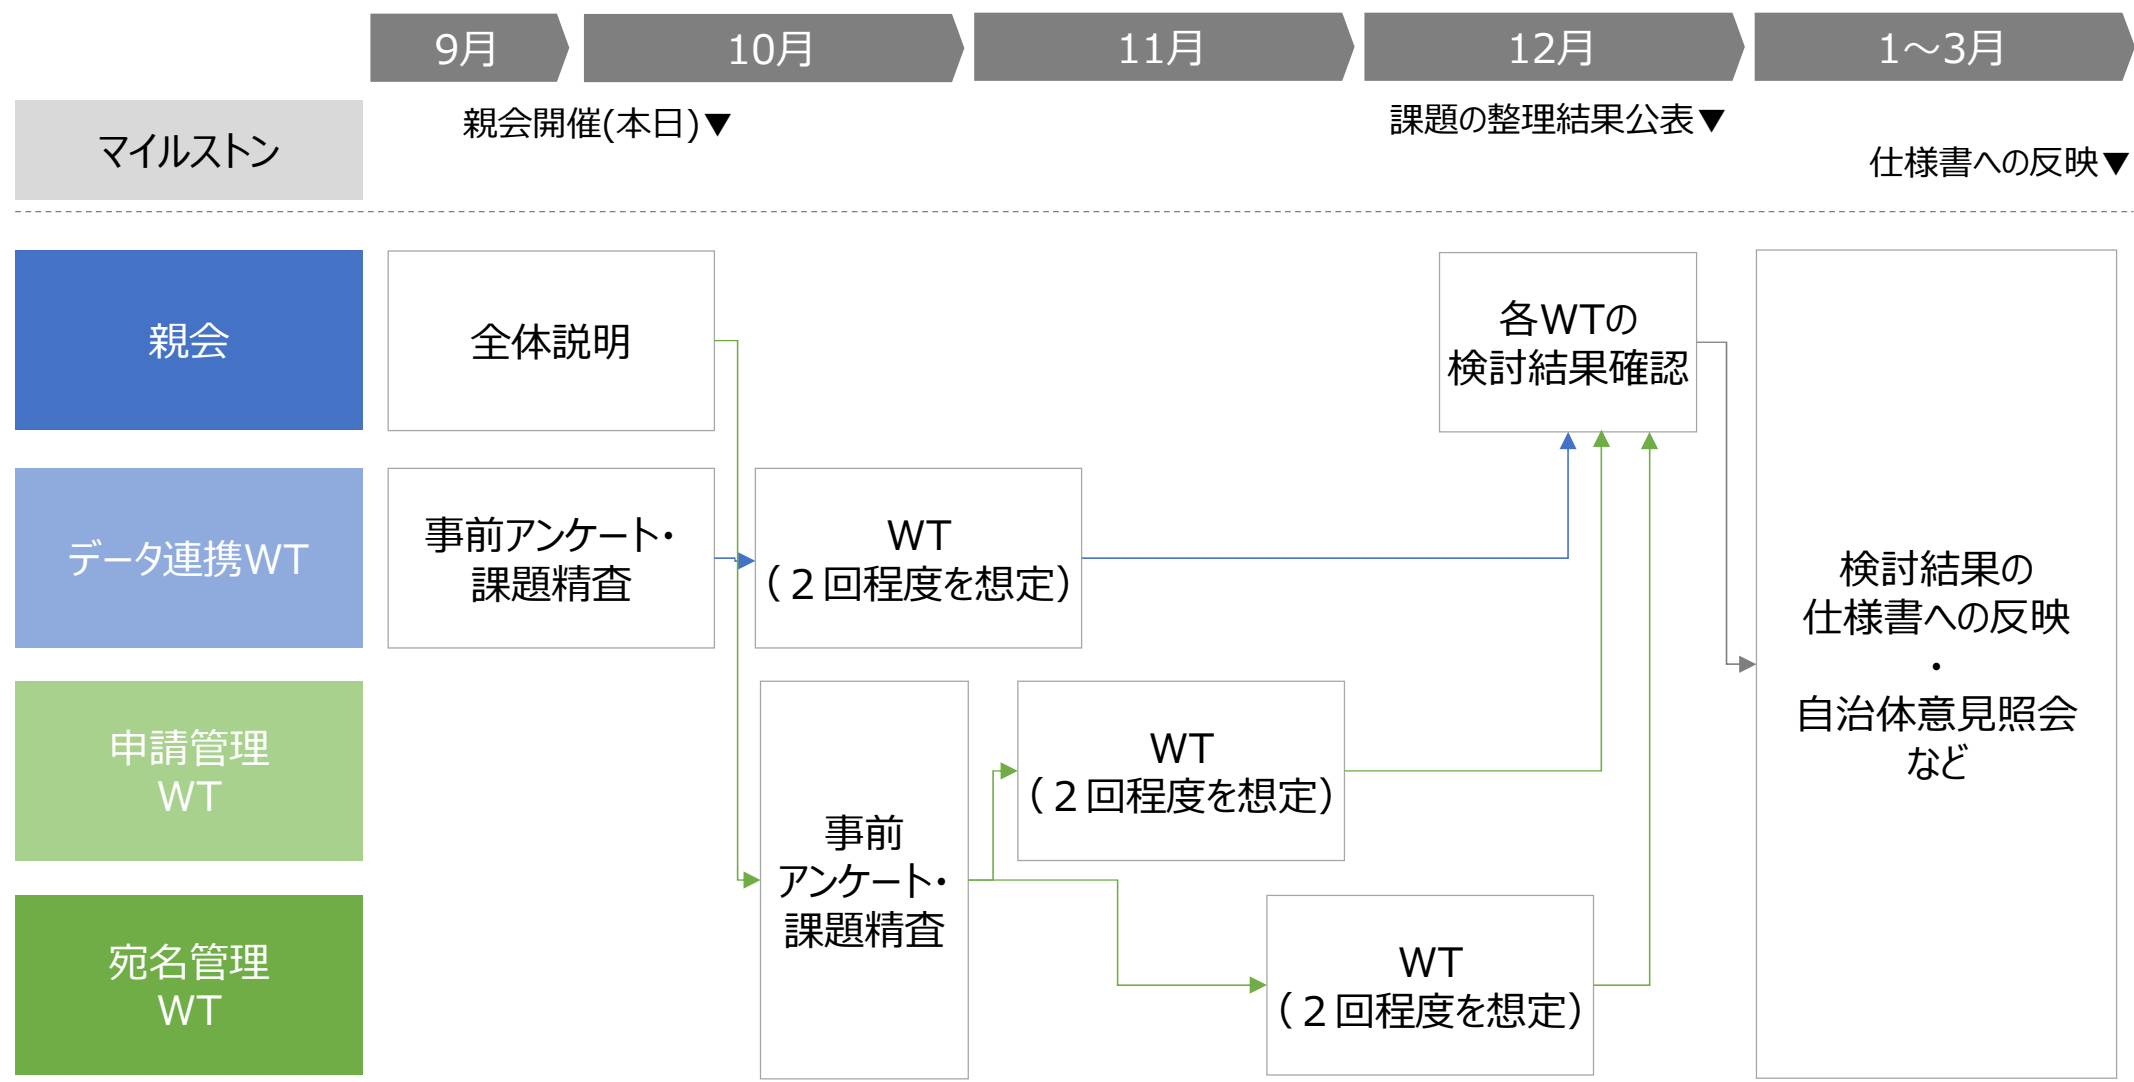 9月
10月
11月
12月
1～3月
マイルストン
親会開催(本日)▼
課題の整理結果公表▼
仕様書への反映▼
親会
全体説明
各WTの
検討結果確認
データ連携WT
事前アンケート・
課題精査
WT
（２回程度を想定）
申請管理
WT
事前
アンケート・
課題精査
WT
（２回程度を想定）
宛名管理
WT
WT
（２回程度を想定）
検討結果の
仕様書への反映
・
自治体意見照会
など